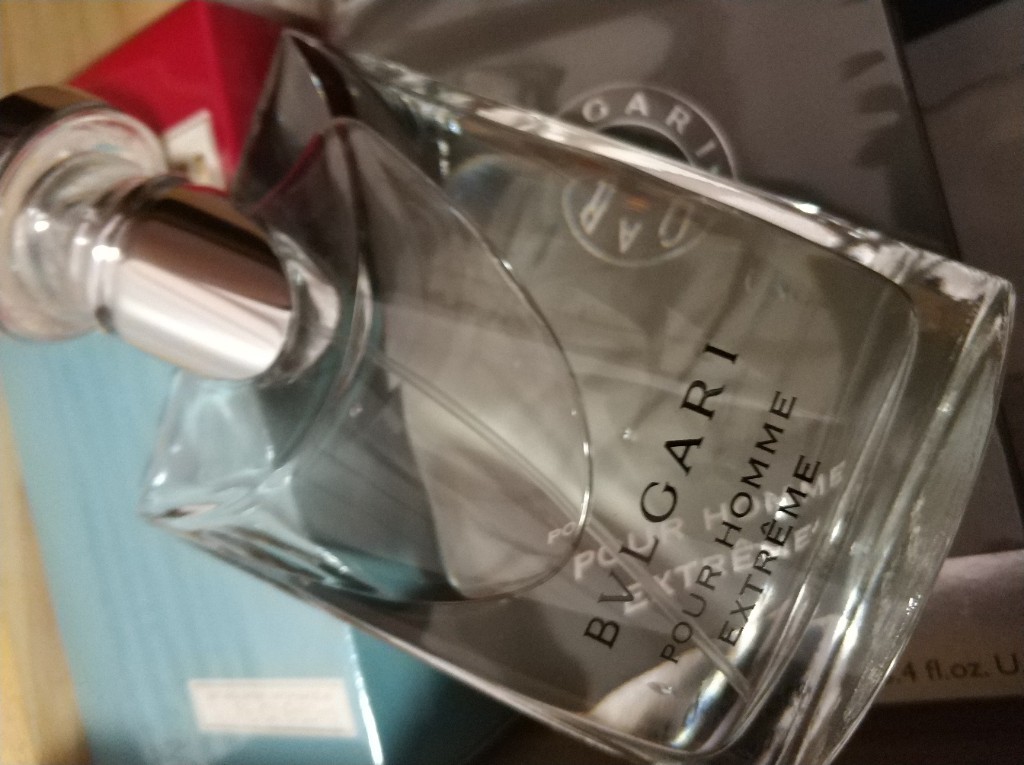 BVLGARI
POUR HOMME
EXTRÊME
GARI
POUR HOMME
EXTRÊME
.4 fl.oz. U